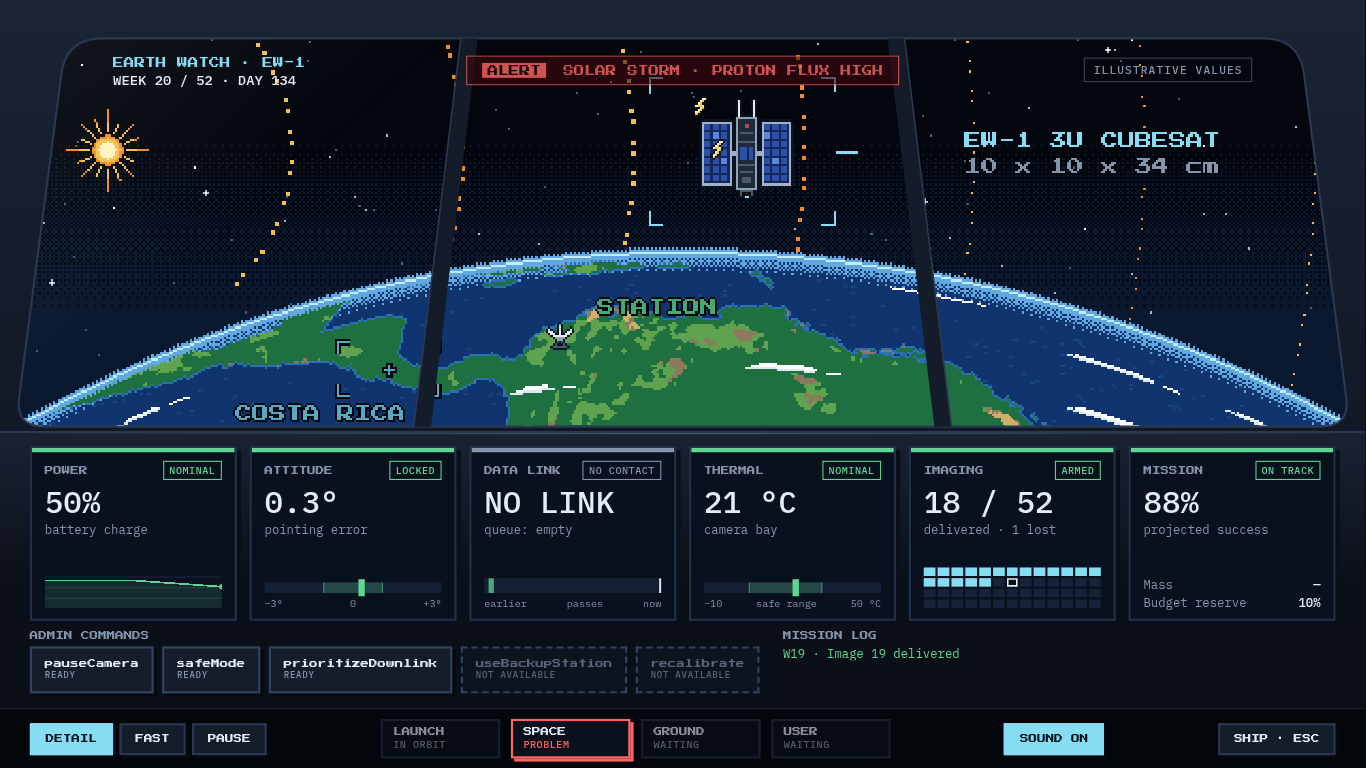 EARTH WATCH · EW-1
WEEK 20 / 52 · DAY 134
ALERT SOLAR STORM · PROTON FLUX HIGH
ILLUSTRATIVE VALUES
EW-1 3U CUBESAT
10 x 10 x 34 cm
STATION
COSTA RICA
POWER NOMINAL
50%
battery charge
ATTITUDE LOCKED
0.3°
pointing error
-3° 0 +3°
DATA LINK NO CONTACT
NO LINK
queue: empty
earlier passes now
THERMAL NOMINAL
21 °C
camera bay
-10 safe range 50 °C
IMAGING ARMED
18 / 52
delivered · 1 lost
MISSION ON TRACK
88%
projected success
Mass —
Budget reserve 10%
ADMIN COMMANDS
pauseCamera
READY
safeMode
READY
prioritizeDownlink
READY
useBackupStation
NOT AVAILABLE
recalibrate
NOT AVAILABLE
MISSION LOG
W19 · Image 19 delivered
DETAIL
FAST
PAUSE
LAUNCH
IN ORBIT
SPACE
PROBLEM
GROUND
WAITING
USER
WAITING
SOUND ON
SHIP · ESC